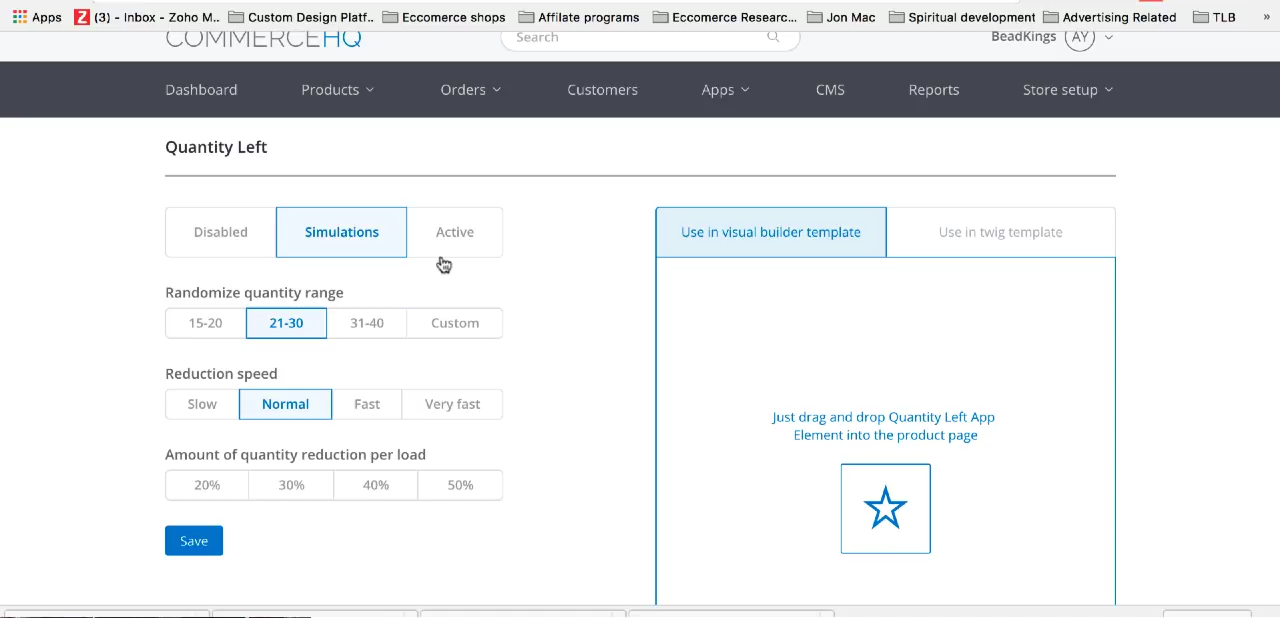 Apps Z (3) - Inbox - Zoho M.. Custom Design Platf.. Eccomerce shops Affilate programs Eccomerce Researc... Jon Mac Spiritual development Advertising Related TLB »
COMMERCEHQ Search BeadKings AY
Dashboard Products Orders Customers Apps CMS Reports Store setup
Quantity Left
Disabled Simulations Active
Use in visual builder template Use in twig template
Randomize quantity range
15-20 21-30 31-40 Custom
Reduction speed
Slow Normal Fast Very fast
Just drag and drop Quantity Left App
Element into the product page
Amount of quantity reduction per load
20% 30% 40% 50%
Save